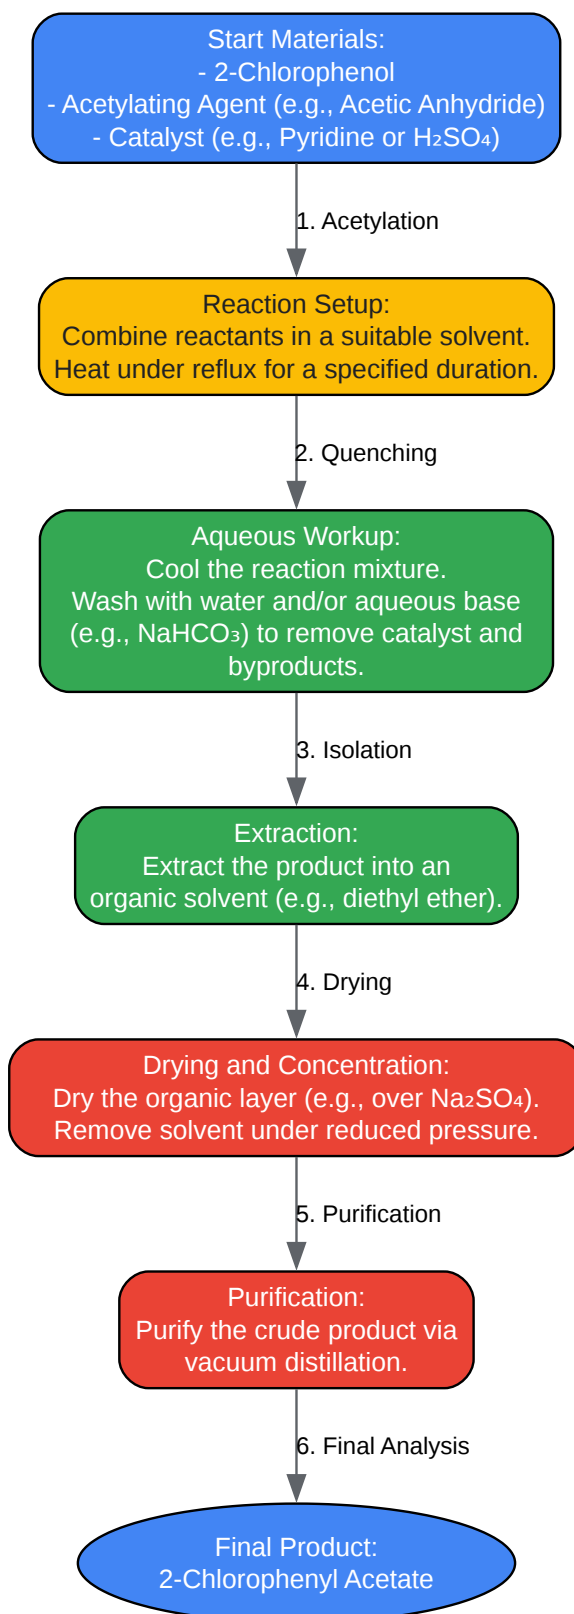 Start Materials:
- 2-Chlorophenol
- Acetylating Agent (e.g., Acetic Anhydride)
- Catalyst (e.g., Pyridine or H₂SO₄)
1. Acetylation
Reaction Setup:
Combine reactants in a suitable solvent.
Heat under reflux for a specified duration.
2. Quenching
Aqueous Workup:
Cool the reaction mixture.
Wash with water and/or aqueous base
(e.g., NaHCO₃) to remove catalyst and
byproducts.
3. Isolation
Extraction:
Extract the product into an
organic solvent (e.g., diethyl ether).
4. Drying
Drying and Concentration:
Dry the organic layer (e.g., over Na₂SO₄).
Remove solvent under reduced pressure.
5. Purification
Purification:
Purify the crude product via
vacuum distillation.
6. Final Analysis
Final Product:
2-Chlorophenyl Acetate